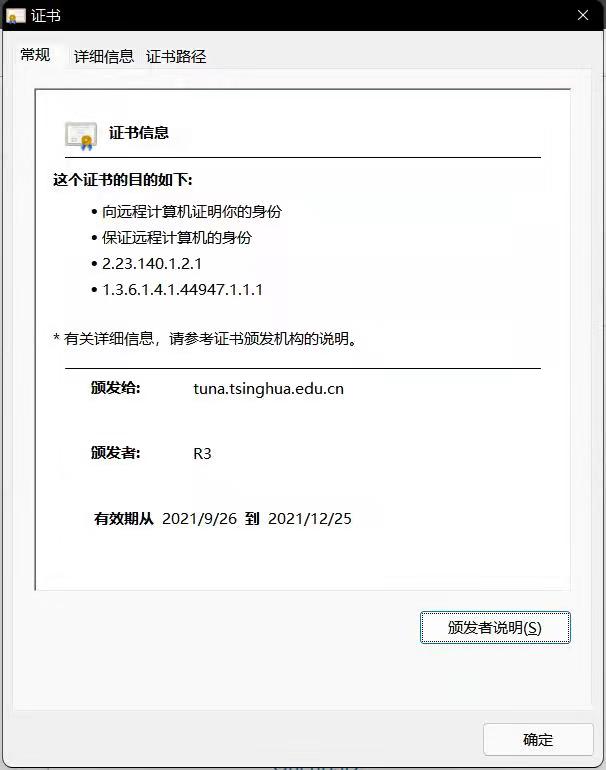 证书
常规 详细信息 证书路径
证书信息
这个证书的目的如下:
• 向远程计算机证明你的身份
• 保证远程计算机的身份
• 2.23.140.1.2.1
• 1.3.6.1.4.1.44947.1.1.1
* 有关详细信息，请参考证书颁发机构的说明。
颁发给: tuna.tsinghua.edu.cn
颁发者: R3
有效期从 2021/9/26 到 2021/12/25
颁发者说明(S)
确定